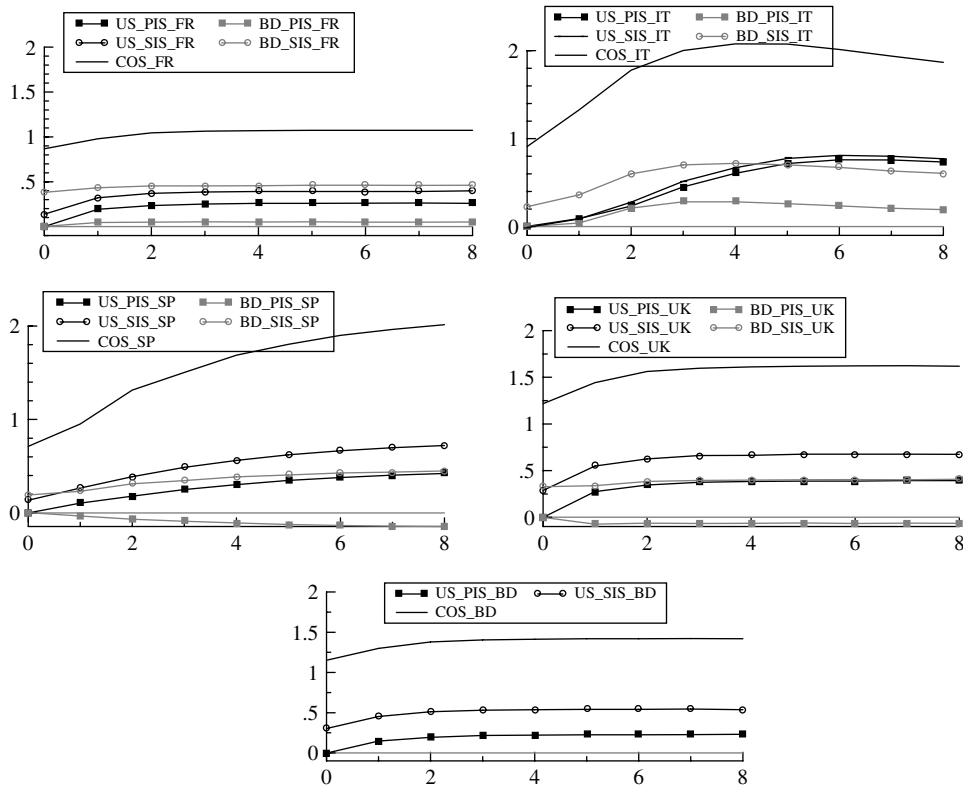 US_PIS_FR BD_PIS_FR
US_SIS_FR BD_SIS_FR
COS_FR
2
1.5
1
.5
0
0 2 4 6 8
US_PIS_IT BD_PIS_IT
US_SIS_IT BD_SIS_IT
COS_IT
2
1
0
0 2 4 6 8
US_PIS_SP BD_PIS_SP
US_SIS_SP BD_SIS_SP
COS_SP
2
1
0
0 2 4 6 8
US_PIS_UK BD_PIS_UK
US_SIS_UK BD_SIS_UK
COS_UK
2
1.5
1
.5
0
0 2 4 6 8
US_PIS_BD US_SIS_BD
COS_BD
2
1.5
1
.5
0
0 2 4 6 8